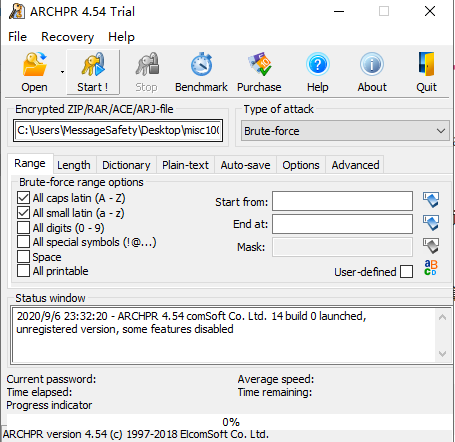 ARCHPR 4.54 Trial
File Recovery Help
Open Start ! Stop Benchmark Purchase Help About Quit
Encrypted ZIP/RAR/ACE/ARJ-file Type of attack
C:\Users\MessageSafety\Desktop\misc100 Brute-force
Range Length Dictionary Plain-text Auto-save Options Advanced
Brute-force range options
All caps latin (A - Z) Start from:
All small latin (a - z)
All digits (0 - 9) End at:
All special symbols (!@...) Mask:
Space
All printable User-defined
aBCD
Status window
2020/9/6 23:32:20 - ARCHPR 4.54 comSoft Co. Ltd. 14 build 0 launched,
unregistered version, some features disabled
Current password: Average speed:
Time elapsed: Time remaining:
Progress indicator
0%
ARCHPR version 4.54 (c) 1997-2018 ElcomSoft Co. Ltd.